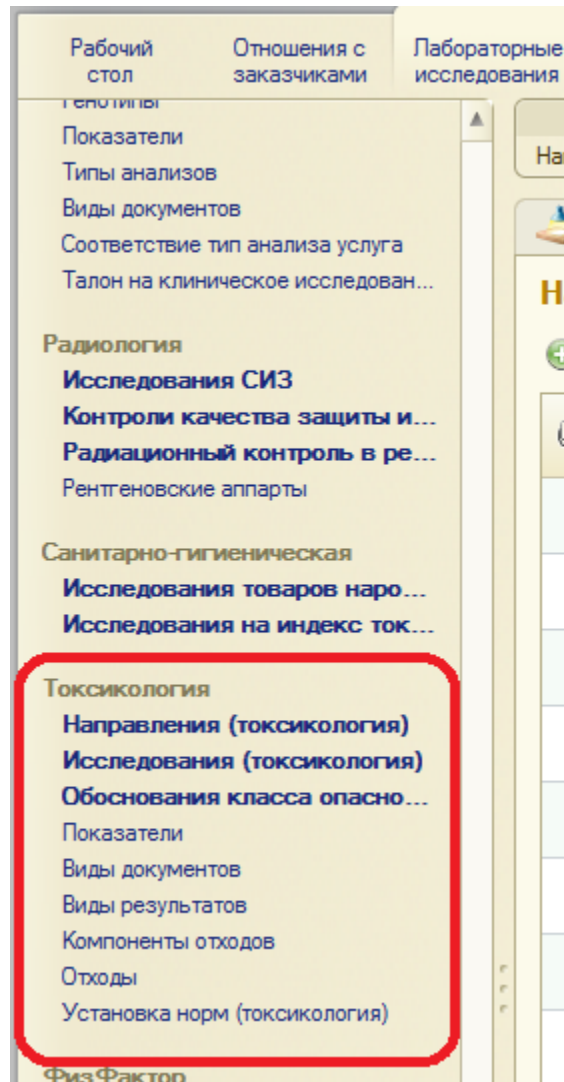 Рабочий
стол
Отношения с
заказчиками
Лабораторные
исследования
Генотипы
Показатели
Типы анализов
Виды документов
Соответствие тип анализа услуга
Талон на клиническое исследован...
Радиология
Исследования СИЗ
Контроли качества защиты и...
Радиационный контроль в ре...
Рентгеновские аппарты
Санитарно-гигиеническая
Исследования товаров наро...
Исследования на индекс ток...
Токсикология
Направления (токсикология)
Исследования (токсикология)
Обоснования класса опасно...
Показатели
Виды документов
Виды результатов
Компоненты отходов
Отходы
Установка норм (токсикология)
ФизФактор